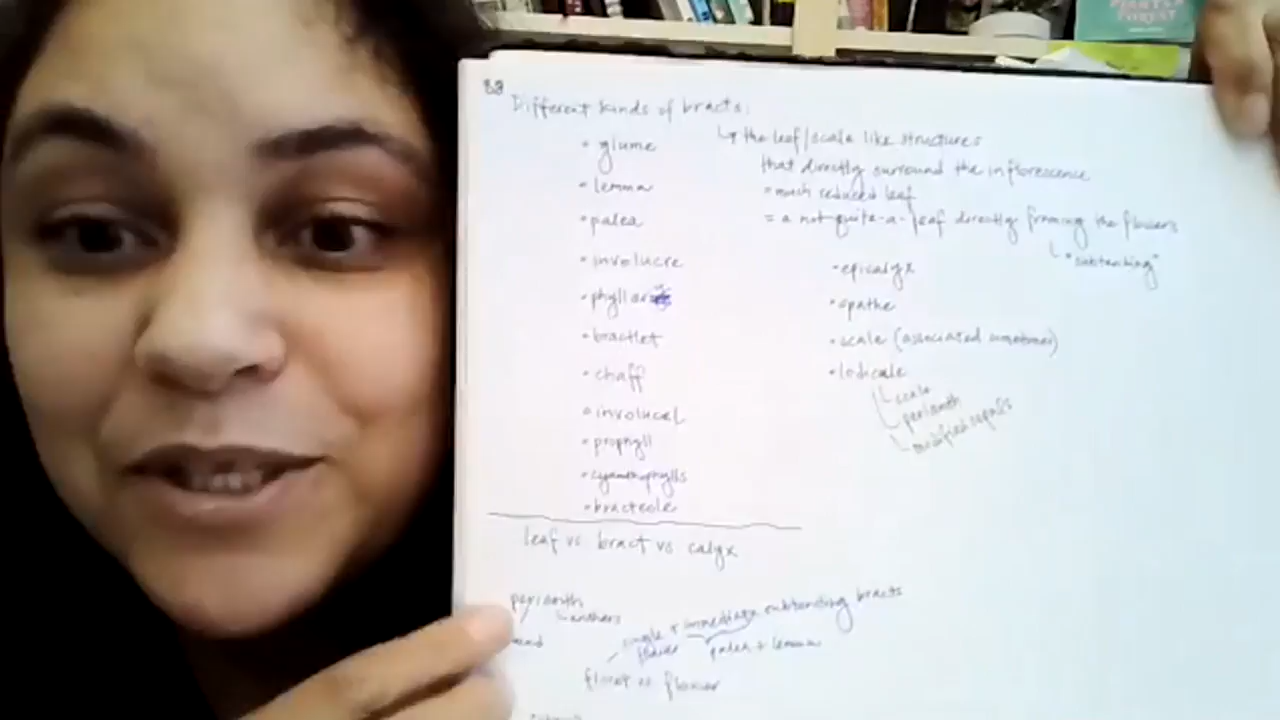 Different kinds of bracts:
• glume
• lemma
• palea
• involucre
• phyllar
• bractlet
• chaff
• involucel
• prophyll
• cyanthophylls
• bracteole
↳ the leaf/scale like structures
that directly surround the inflorescence
= much reduced leaf
= a not-quite-a-leaf directly framing the flowers
↳ "subtending"
• epicalyx
• spathe
• scale (associated sometimes)
• lodicule
↳ scale
↳ perianth
↳ modified sepals
leaf vs bract vs calyx
perianth
↳ anthers
single flower + immediate subtending bracts
palea + lemma
floret vs flower